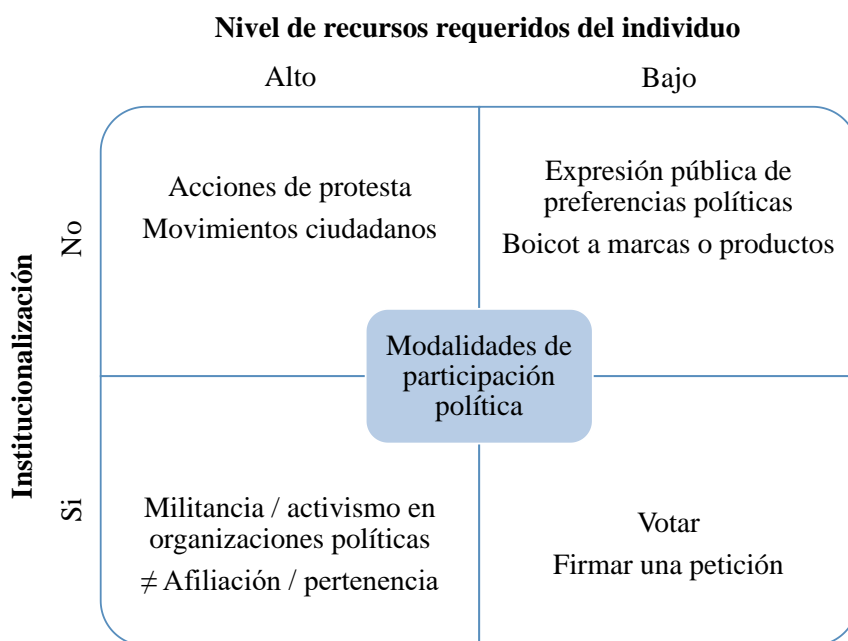 Nivel de recursos requeridos del individuo
Alto
Bajo
Institucionalización
No
Acciones de protesta
Movimientos ciudadanos
Expresión pública de
preferencias políticas
Boicot a marcas o productos
Modalidades de
participación
política
Si
Militancia / activismo en
organizaciones políticas
≠ Afiliación / pertenencia
Votar
Firmar una petición